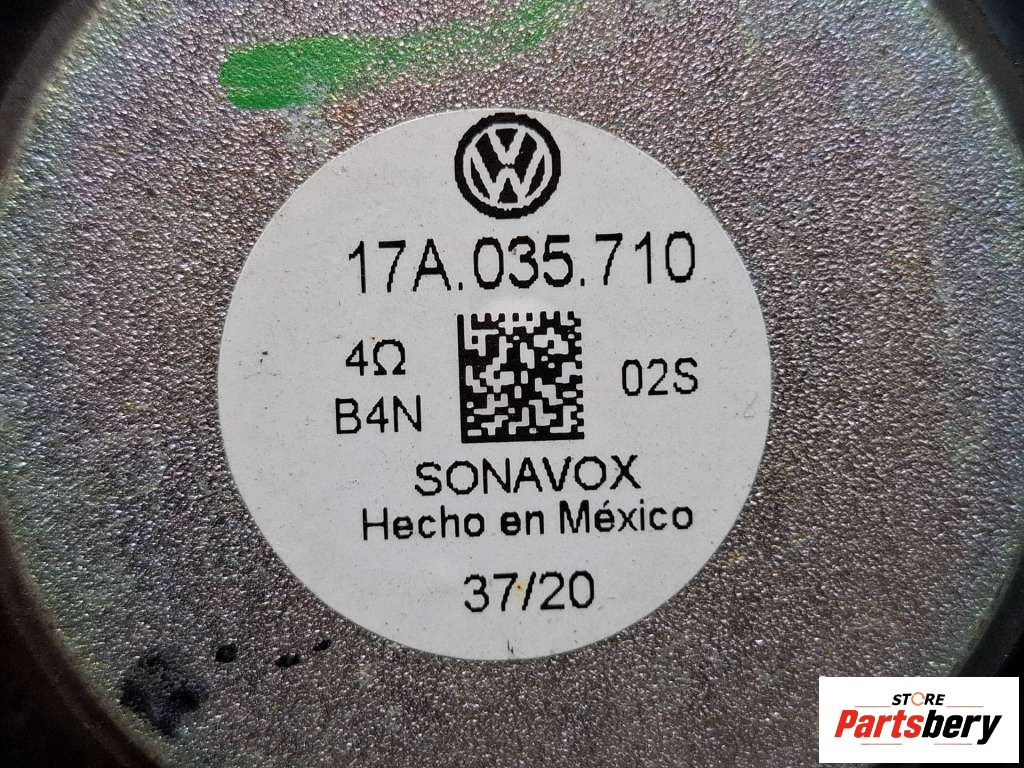 17A.035.710
4Ω
B4N
02S
SONAVOX
Hecho en México
37/20
STORE
Partsbery